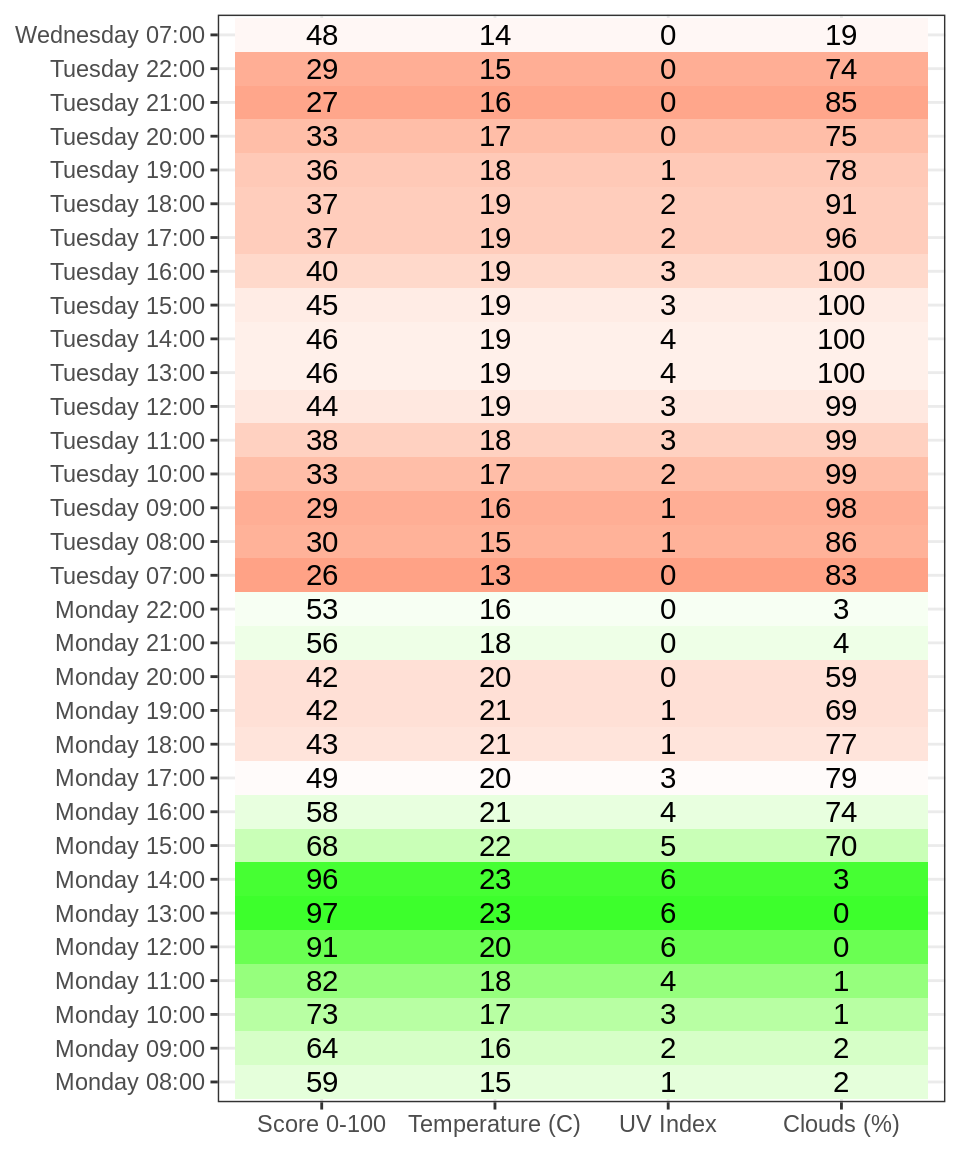 Wednesday 07:00 48 14 0 19
Tuesday 22:00 29 15 0 74
Tuesday 21:00 27 16 0 85
Tuesday 20:00 33 17 0 75
Tuesday 19:00 36 18 1 78
Tuesday 18:00 37 19 2 91
Tuesday 17:00 37 19 2 96
Tuesday 16:00 40 19 3 100
Tuesday 15:00 45 19 3 100
Tuesday 14:00 46 19 4 100
Tuesday 13:00 46 19 4 100
Tuesday 12:00 44 19 3 99
Tuesday 11:00 38 18 3 99
Tuesday 10:00 33 17 2 99
Tuesday 09:00 29 16 1 98
Tuesday 08:00 30 15 1 86
Tuesday 07:00 26 13 0 83
Monday 22:00 53 16 0 3
Monday 21:00 56 18 0 4
Monday 20:00 42 20 0 59
Monday 19:00 42 21 1 69
Monday 18:00 43 21 1 77
Monday 17:00 49 20 3 79
Monday 16:00 58 21 4 74
Monday 15:00 68 22 5 70
Monday 14:00 96 23 6 3
Monday 13:00 97 23 6 0
Monday 12:00 91 20 6 0
Monday 11:00 82 18 4 1
Monday 10:00 73 17 3 1
Monday 09:00 64 16 2 2
Monday 08:00 59 15 1 2
Score 0-100 Temperature (C) UV Index Clouds (%)